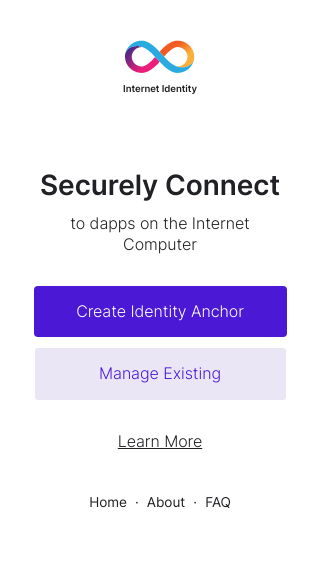 Internet Identity
Securely Connect
to dapps on the Internet
Computer
Create Identity Anchor
Manage Existing
Learn More
Home · About · FAQ